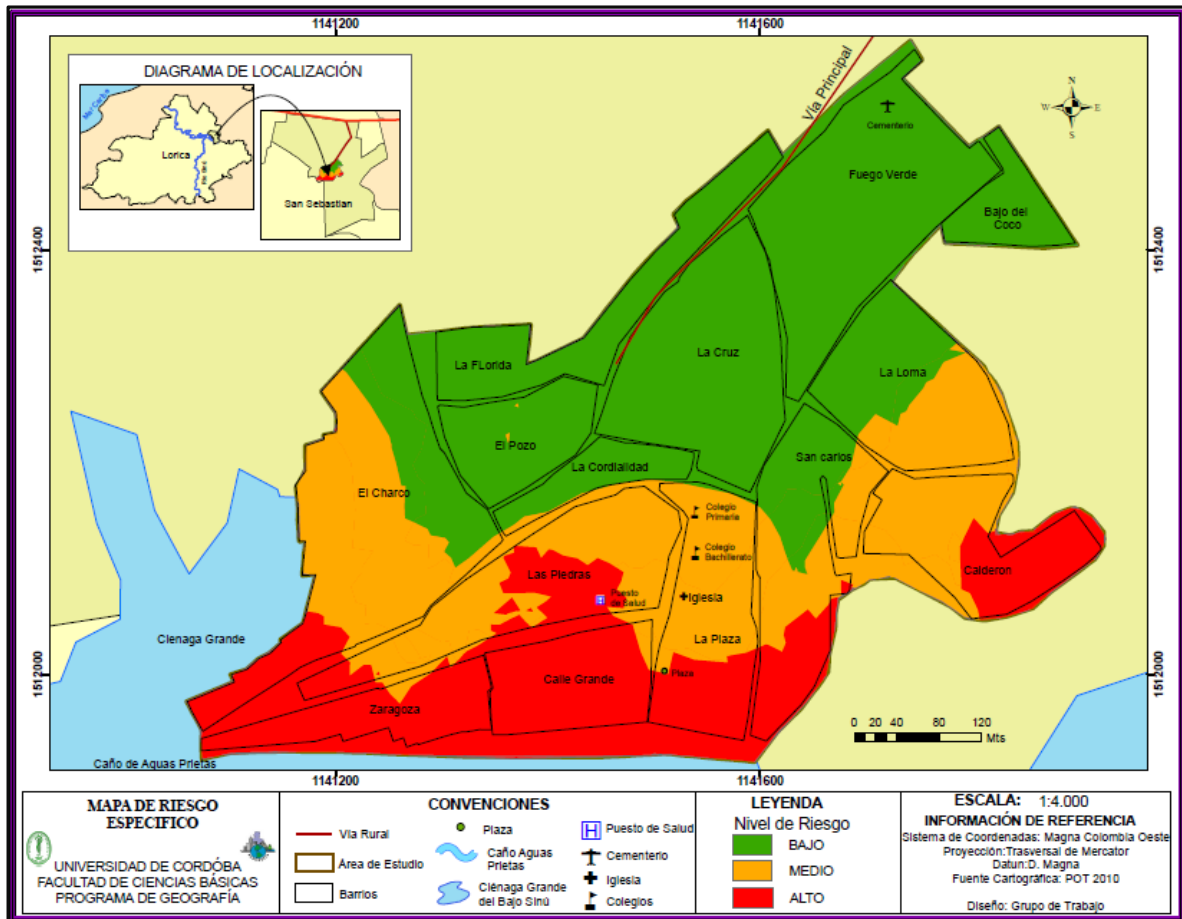 1141200
1141600
DIAGRAMA DE LOCALIZACIÓN
Mar Caribe
Lorica
San Sebastian
Vía Principal
N
W
E
S
Cementerio
Fuego Verde
Bajo del
Coco
1512400
1512400
La FLorida
La Cruz
La Loma
El Pozo
La Cordialidad
San carlos
El Charco
Colegio
Primaria
Colegio
Bachillerato
Las Piedras
Puesto
de Salud
Iglesia
Calderon
CIenaga Grande
La Plaza
Plaza
1512000
1512000
Calle Grande
Zaragoza
0 20 40 80 120
Mts
Caño de Aguas Prietas
1141200
1141600
MAPA DE RIESGO
ESPECIFICO
UNIVERSIDAD DE CORDÓBA
FACULTAD DE CIENCIAS BÁSICAS
PROGRAMA DE GEOGRAFÍA
CONVENCIONES
Vía Rural
Área de Estudio
Barrios
Plaza
Caño Aguas
Prietas
Ciénaga Grande
del Bajo Sinú
H
Puesto de Salud
Cementerio
Iglesia
Colegios
LEYENDA
Nivel de Riesgo
BAJO
MEDIO
ALTO
ESCALA: 1:4.000
INFORMACIÓN DE REFERENCIA
Sistema de Coordenadas: Magna Colombia Oeste
Proyección:Trasversal de Mercator
Datun:D. Magna
Fuente Cartográfica: POT 2010
Diseño: Grupo de Trabajo